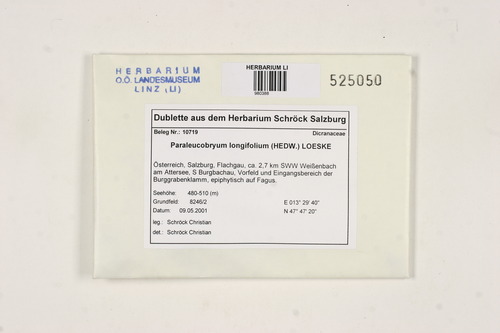 HERBARIUM
O.Ö. LANDESMUSEUM
LINZ (LI)
HERBARIUM LI
525050
Dublette aus dem Herbarium Schröck Salzburg
Beleg Nr.: 10719 Dicranaceae
Paraleucobryum longifolium (HEDW.) LOESKE
Österreich, Salzburg, Flachgau, ca. 2,7 km SWW Weißenbach
am Attersee, S Burgbachau, Vorfeld und Eingangsbereich der
Burggrabenklamm, epiphytisch auf Fagus.
Seehöhe: 480-510 (m)
Grundfeld: 8246/2 E 013° 29' 40"
Datum: 09.05.2001 N 47° 47' 20"
leg.: Schröck Christian
det.: Schröck Christian